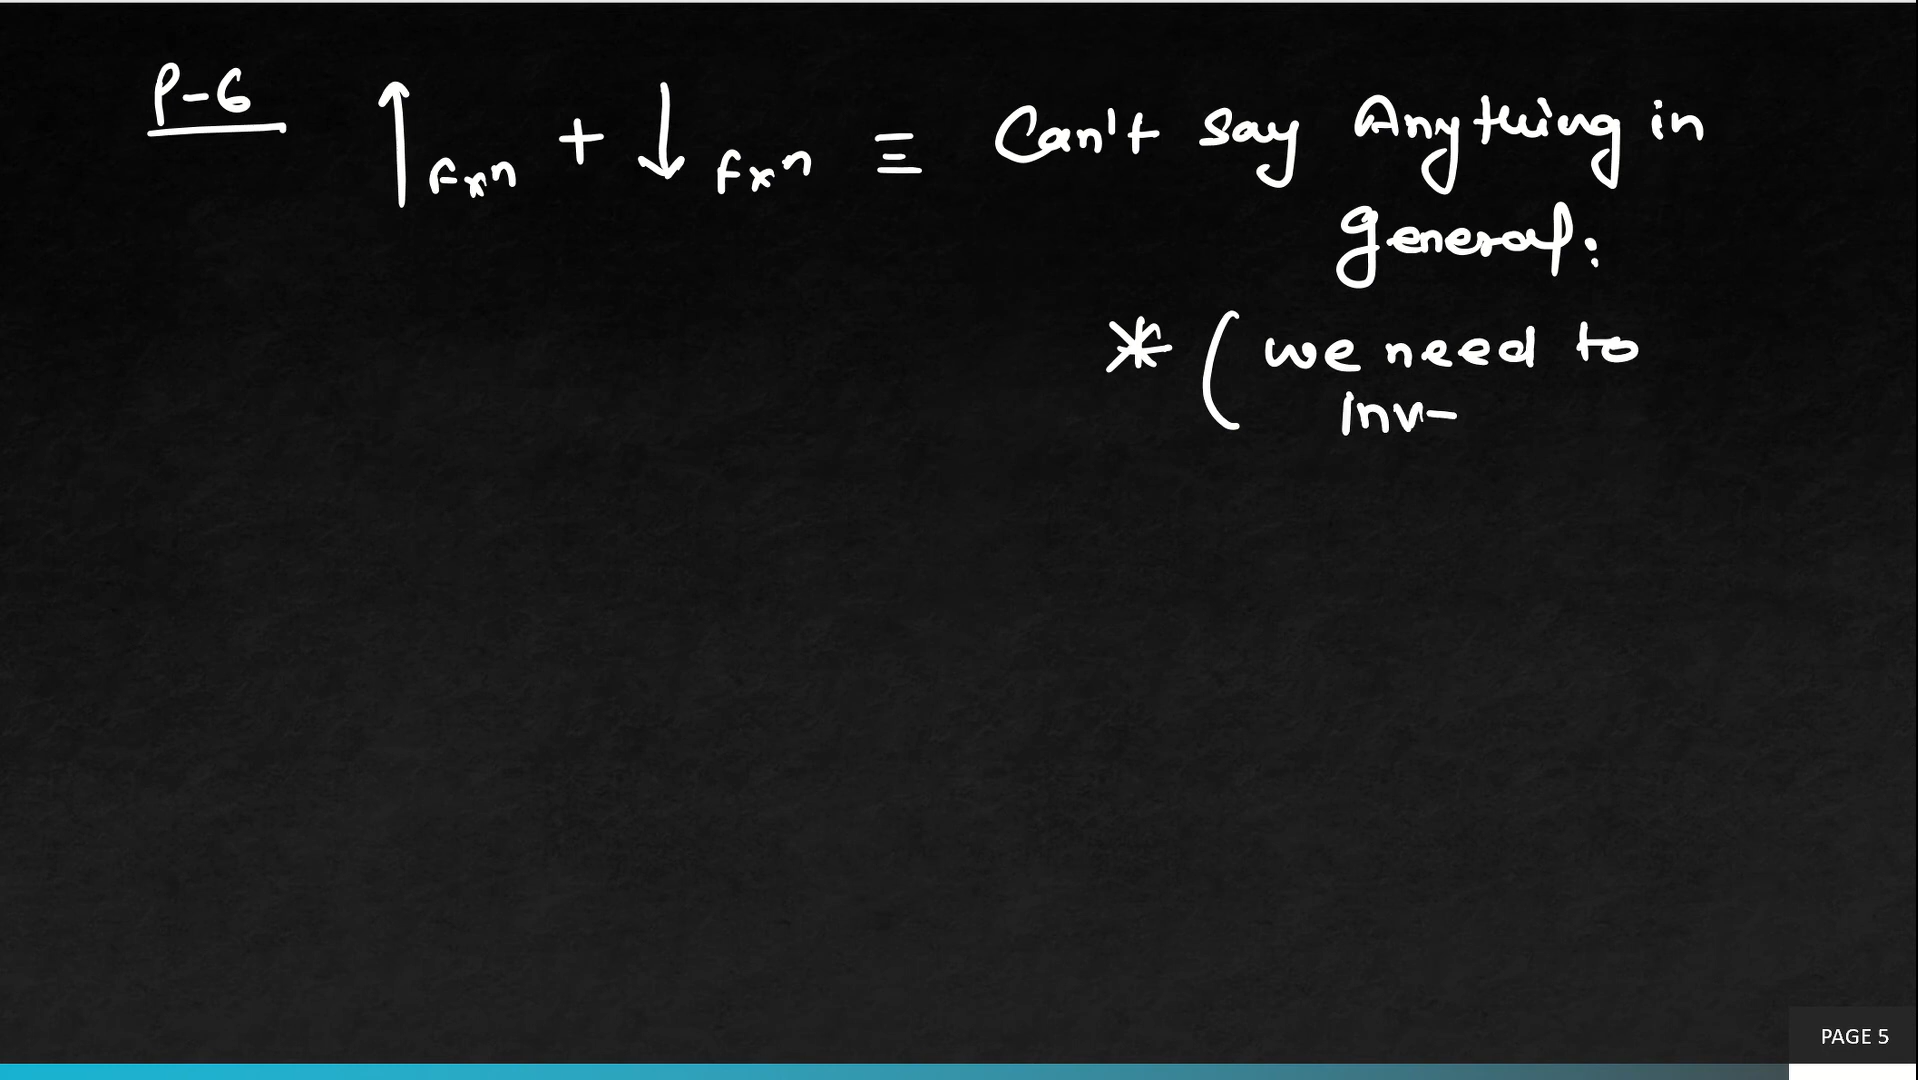 P-6 ↑ Fxn + ↓ Fxn ≡ Can't say Anything in
general.
* ( we need to
Inv-
PAGE 5